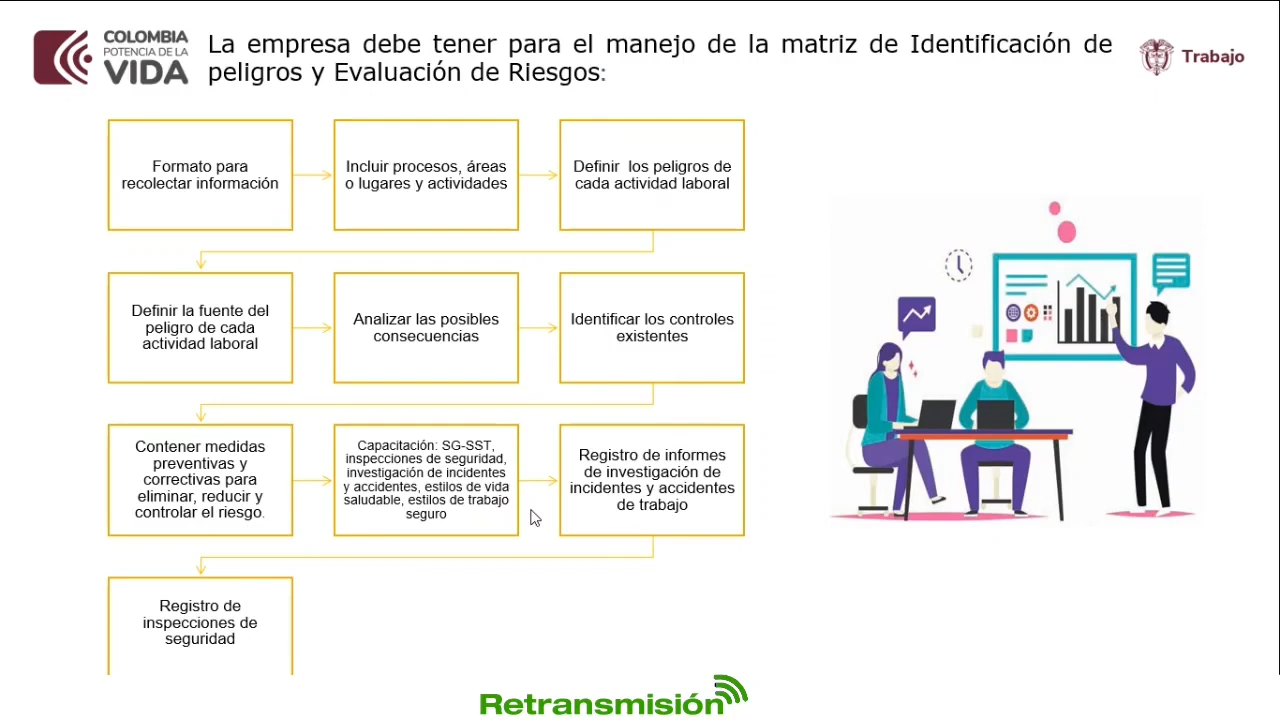 COLOMBIA
POTENCIA DE LA
VIDA
La empresa debe tener para el manejo de la matriz de Identificación de
peligros y Evaluación de Riesgos:
Trabajo
Formato para
recolectar información
Incluir procesos, áreas
o lugares y actividades
Definir los peligros de
cada actividad laboral
Definir la fuente del
peligro de cada
actividad laboral
Analizar las posibles
consecuencias
Identificar los controles
existentes
Contener medidas
preventivas y
correctivas para
eliminar, reducir y
controlar el riesgo.
Capacitación: SG-SST,
inspecciones de seguridad,
investigación de incidentes
y accidentes, estilos de vida
saludable, estilos de trabajo
seguro
Registro de informes
de investigación de
incidentes y accidentes
de trabajo
Registro de
inspecciones de
seguridad
Retransmisión